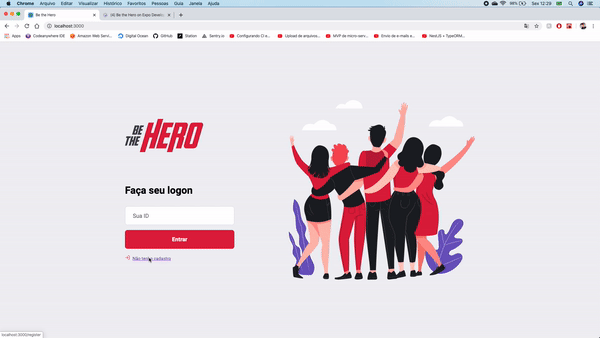 Chrome Arquivo Editar Visualizar Histórico Favoritos Pessoas Guia Janela Ajuda
Sex 12:29
Be the Hero
(4) Be the Hero on Expo Devel
localhost:3000
Apps Codeanywhere IDE Amazon Web Servic... Digital Ocean GitHub Station Sentry.io Configurando CI e... Upload de arquivos... MVP de micro-servi... Envio de e-mails a... NestJS + TypeORM...
BE THE HERO
Faça seu logon
Sua ID
Entrar
Não tenho cadastro
localhost:3000/register